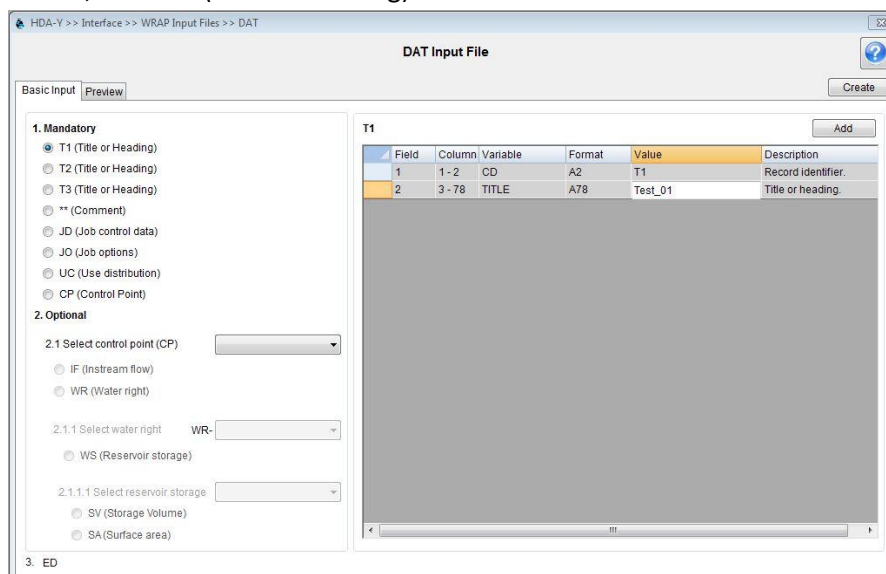 HDA-Y >> Interface >> WRAP Input Files >> DAT
DAT Input File
Basic Input Preview Create
1. Mandatory
T1 (Title or Heading)
T2 (Title or Heading)
T3 (Title or Heading)
** (Comment)
JD (Job control data)
JO (Job options)
UC (Use distribution)
CP (Control Point)
2. Optional
2.1 Select control point (CP)
IF (Instream flow)
WR (Water right)
2.1.1 Select water right WR-
WS (Reservoir storage)
2.1.1.1 Select reservoir storage
SV (Storage Volume)
SA (Surface area)
3. ED
T1 Add
Field Column Variable Format Value Description
1 1 - 2 CD A2 T1 Record identifier.
2 3 - 78 TITLE A78 Test_01 Title or heading.